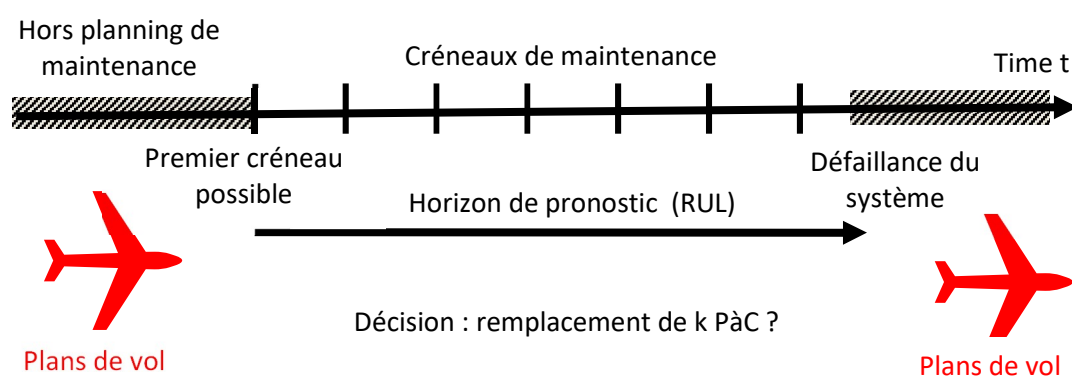 Hors planning de
maintenance
Créneaux de maintenance
Time t
Premier créneau
possible
Défaillance du
système
Horizon de pronostic (RUL)
Décision : remplacement de k PàC ?
Plans de vol
Plans de vol